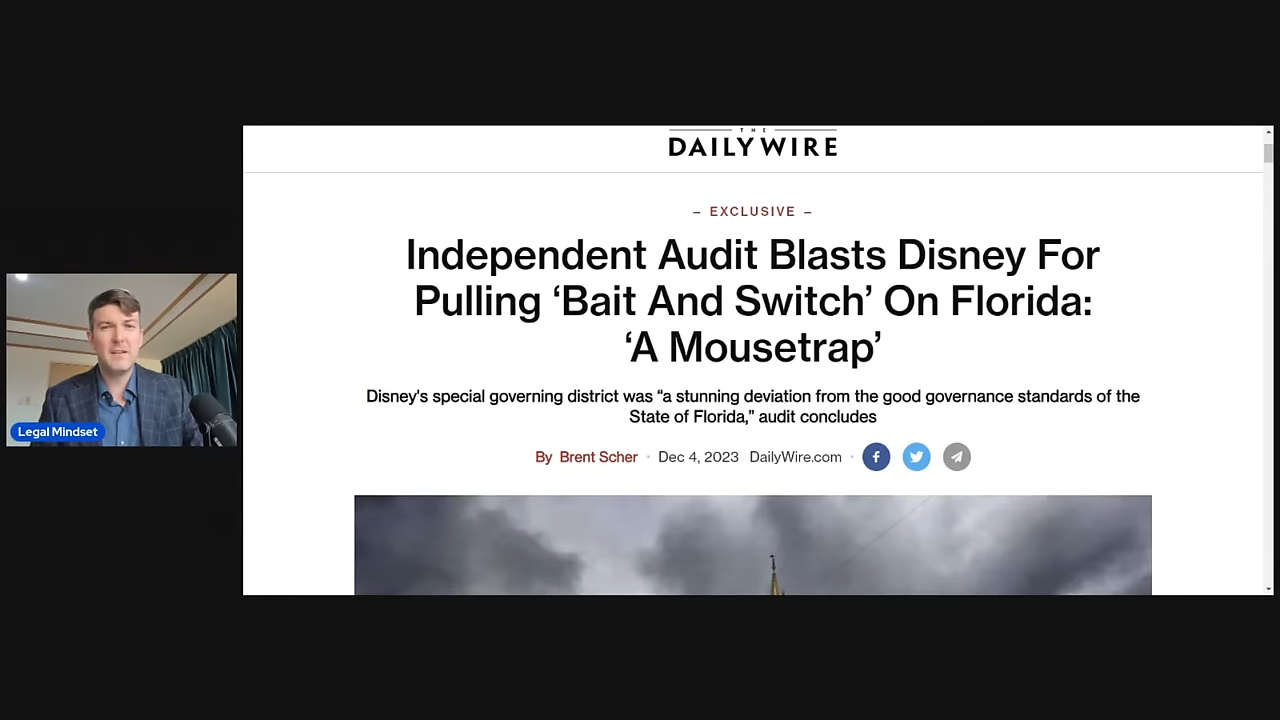 THE
DAILYWIRE
– EXCLUSIVE –
Independent Audit Blasts Disney For
Pulling ‘Bait And Switch’ On Florida:
‘A Mousetrap’
Disney's special governing district was “a stunning deviation from the good governance standards of the
State of Florida,” audit concludes
By Brent Scher • Dec 4, 2023 DailyWire.com •
Legal Mindset